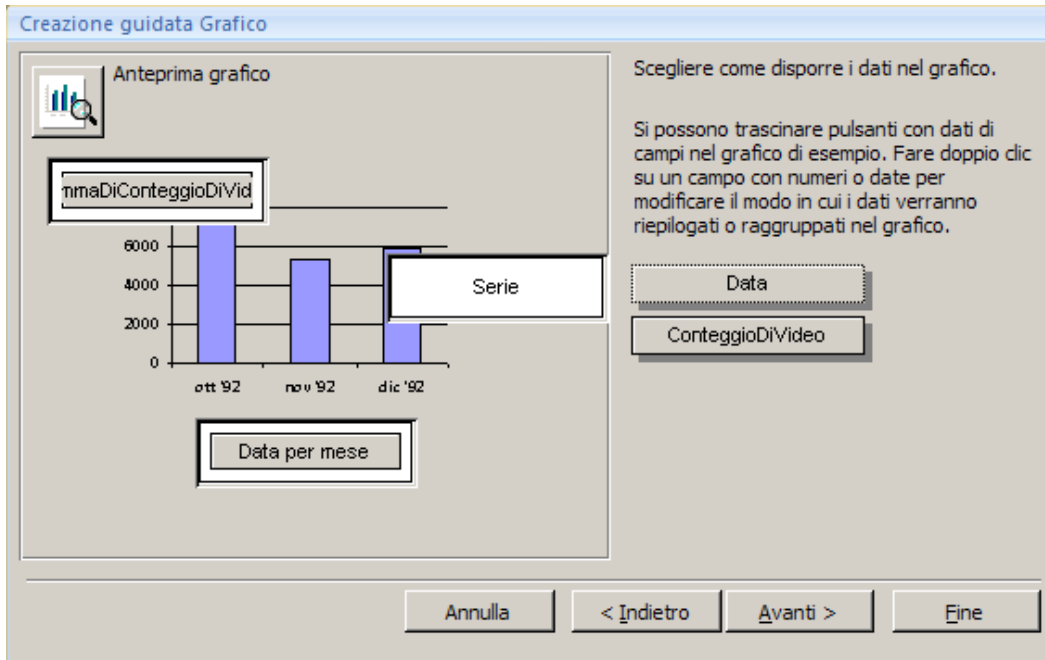 Creazione guidata Grafico
Anteprima grafico
Scegliere come disporre i dati nel grafico.
Si possono trascinare pulsanti con dati di
campi nel grafico di esempio. Fare doppio clic
su un campo con numeri o date per
modificare il modo in cui i dati verranno
riepilogati o raggruppati nel grafico.
nmaDiConteggioDiVid
6000
4000
2000
0
ott '92 nov '92 dic '92
Serie
Data per mese
Data
ConteggioDiVideo
Annulla
< Indietro
Avanti >
Fine